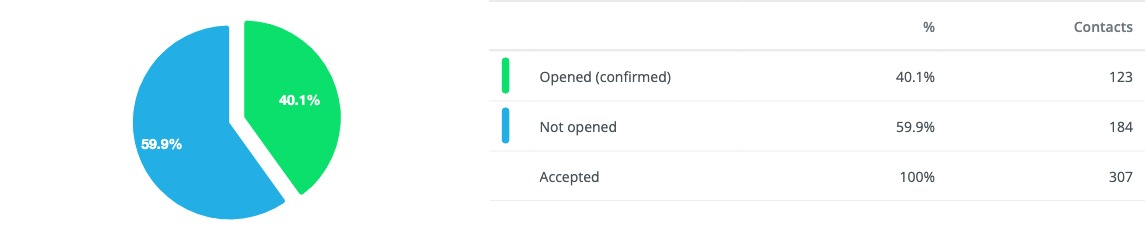 40.1%
59.9%
% Contacts
Opened (confirmed) 40.1% 123
Not opened 59.9% 184
Accepted 100% 307